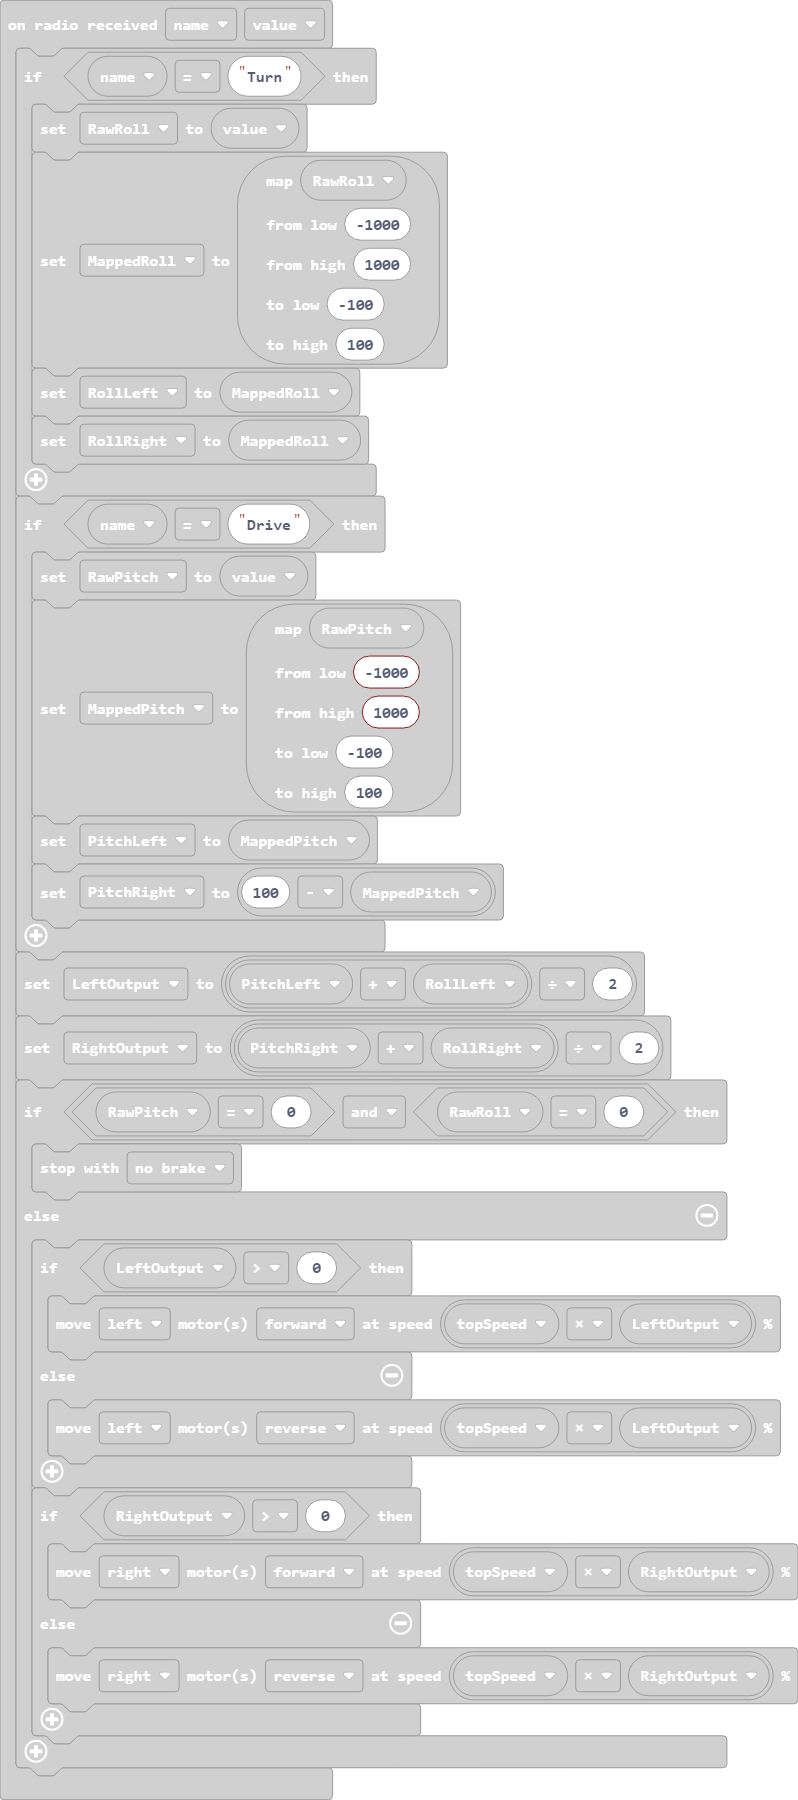 on radio received name value
if name = "Turn" then
set RawRoll to value
map RawRoll
from low -1000
from high 1000
set MappedRoll to
to low -100
to high 100
set RollLeft to MappedRoll
set RollRight to MappedRoll
if name = "Drive" then
set RawPitch to value
map RawPitch
from low -1000
from high 1000
set MappedPitch to
to low -100
to high 100
set PitchLeft to MappedPitch
set PitchRight to 100 - MappedPitch
set LeftOutput to PitchLeft + RollLeft ÷ 2
set RightOutput to PitchRight + RollRight ÷ 2
if RawPitch = 0 and RawRoll = 0 then
stop with no brake
else
if LeftOutput > 0 then
move left motor(s) forward at speed topSpeed × LeftOutput %
else
move left motor(s) reverse at speed topSpeed × LeftOutput %
if RightOutput > 0 then
move right motor(s) forward at speed topSpeed × RightOutput %
else
move right motor(s) reverse at speed topSpeed × RightOutput %